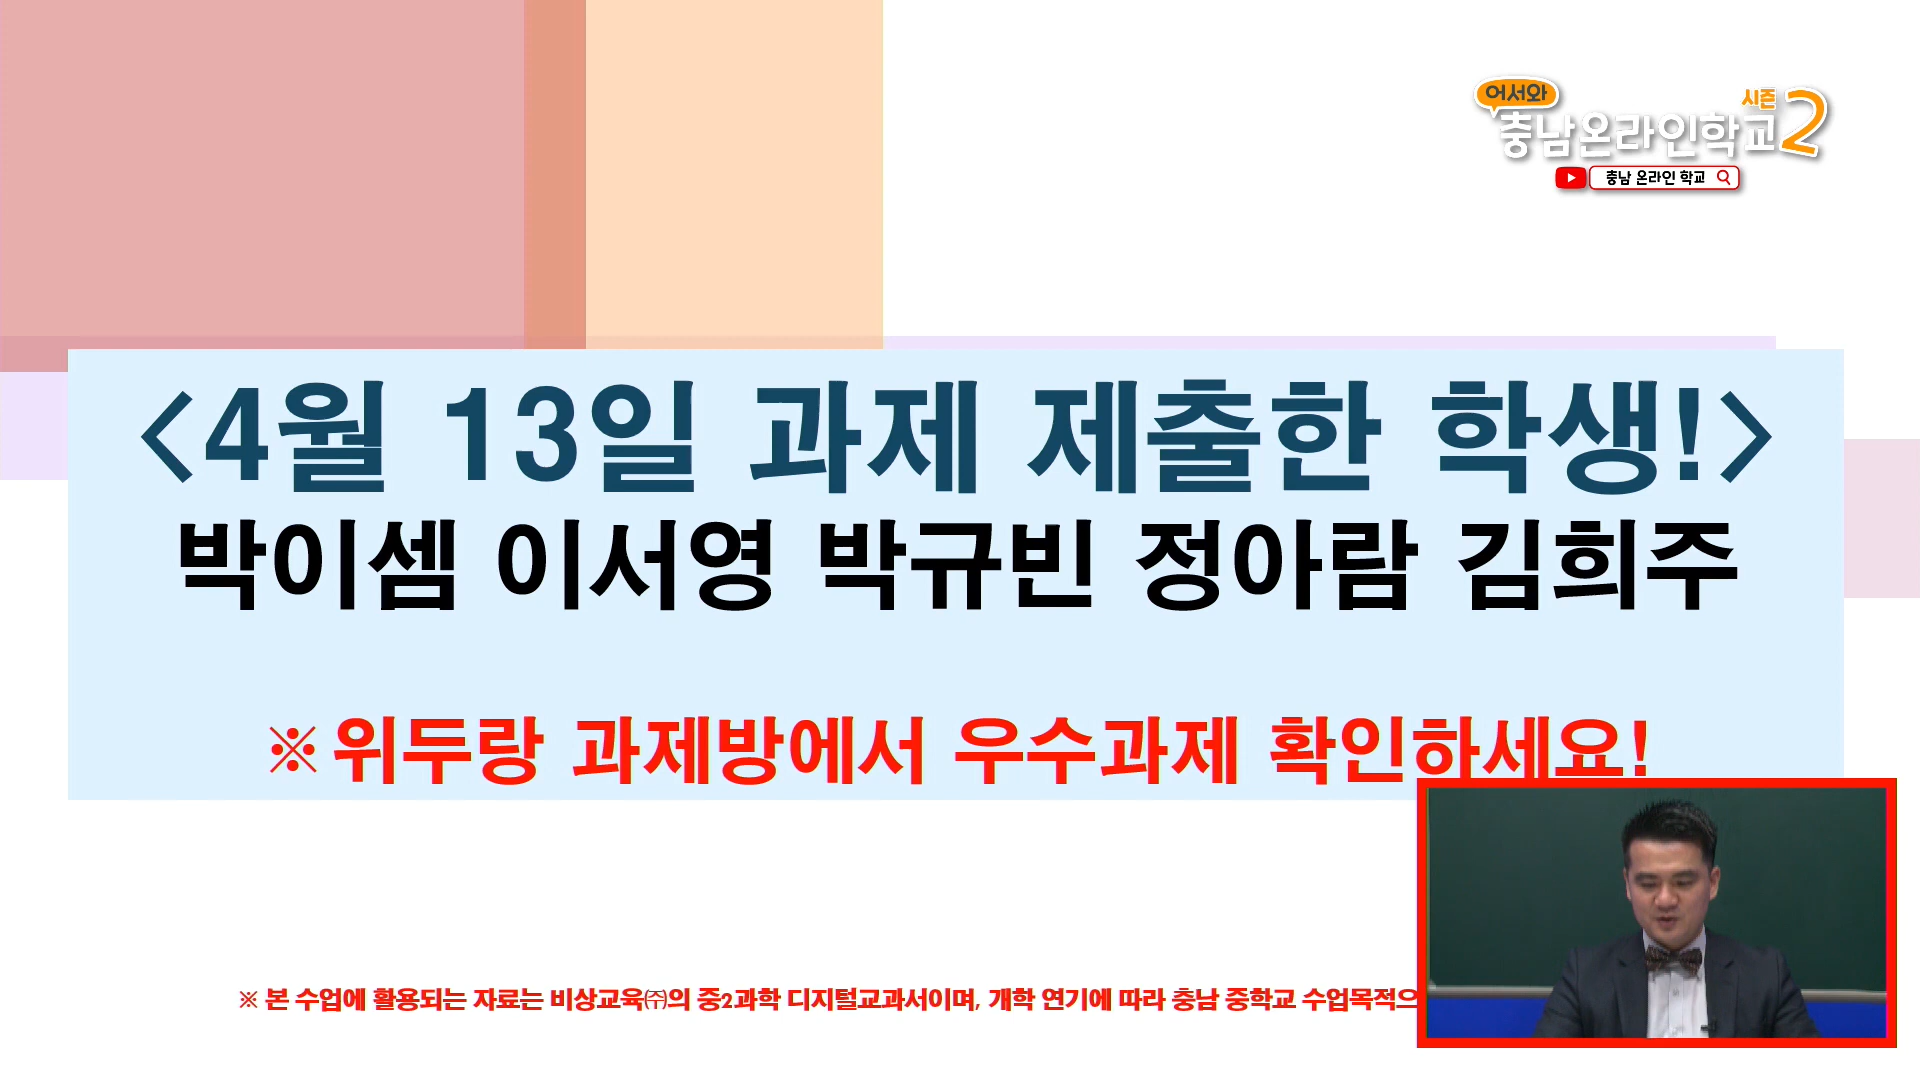 어서와
시즌2
충남온라인학교
충남 온라인 학교
<4월 13일 과제 제출한 학생!>
박이셈 이서영 박규빈 정아람 김희주
※위두랑 과제방에서 우수과제 확인하세요!
※ 본 수업에 활용되는 자료는 비상교육㈜의 중2과학 디지털교과서이며, 개학 연기에 따라 충남 중학교 수업목적으